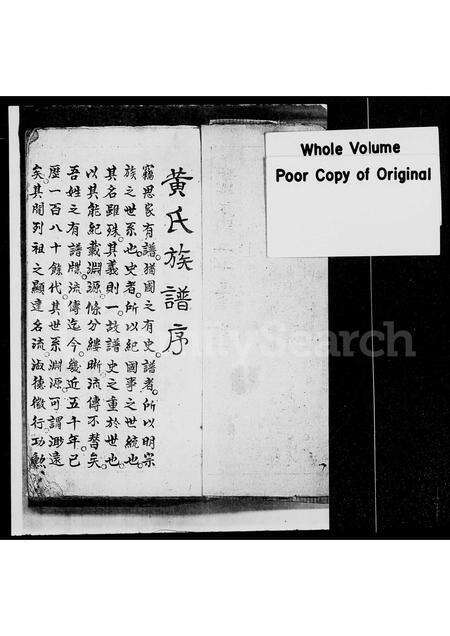 Whole Volume
Poor Copy of Original
黃氏族譜序
竊思家有譜。猶國之有史。譜者。所以明宗
族之世系也。史者。所以紀國事之世統也。
其名雖殊。其義則一。故譜史之重於世也。
以其能紀載淵源。條分縷晰。流傳不替矣。
吾姓之有譜牒。流傳迄今。幾近五千年。已
歷一百八十餘代。其世系淵源。可謂渺遠
矣。其間列祖之顯達名流。淑德徽行。功勲
FamilySearch